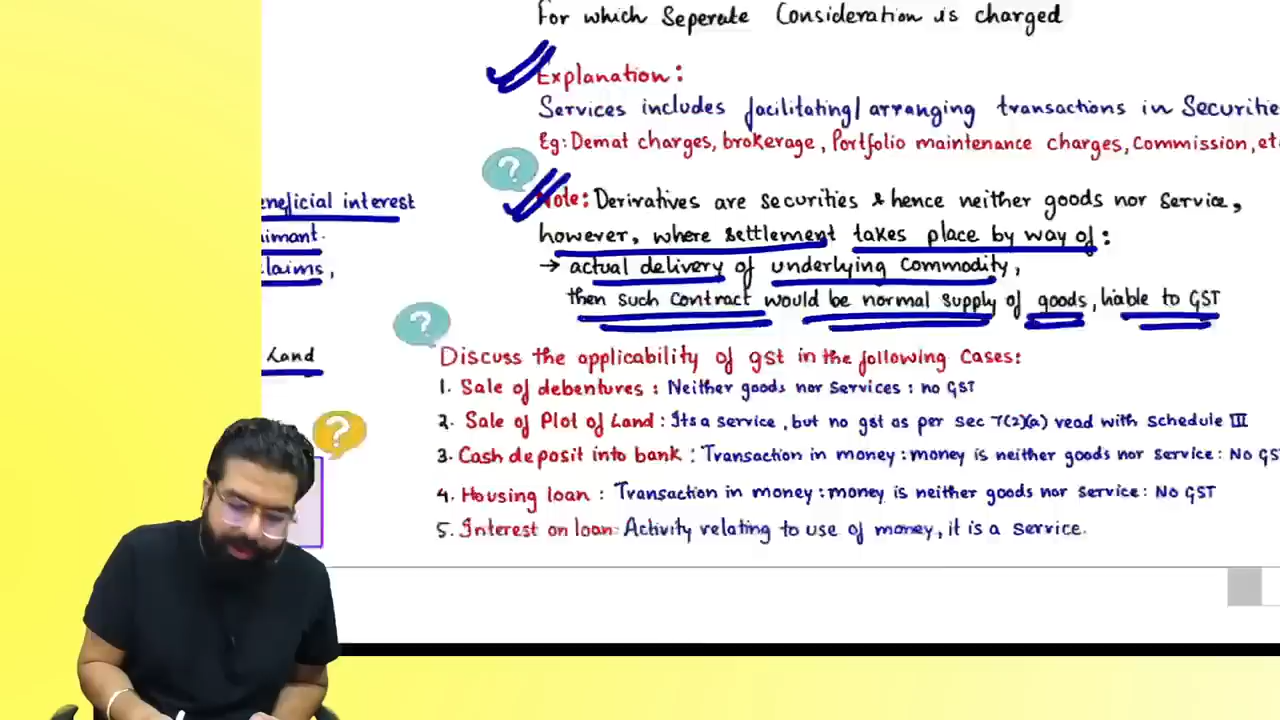 For which Seperate Consideration is charged
Explanation:
Services includes facilitating/arranging transactions in
Eg: Demat charges, brokerage, Portfolio maintenance charges, Commission,
?
Note: Derivatives are securities & hence neither goods nor service,
however, where settlement takes place by way of:
→ actual delivery of underlying Commodity,
then such Contract would be normal supply of goods, liable to GST
interest
?
Discuss the applicability of gst in the following Cases:
1. Sale of debentures : Neither goods nor services : no GST
2. Sale of Plot of Land : Its a service, but no gst as per sec 7(2)(a) read with Schedule III
3. Cash deposit into bank : Transaction in money : money is neither goods nor service : No
4. Housing loan : Transaction in money : money is neither goods nor service : No GST
5. Interest on loan: Activity relating to use of money, it is a service.
Land
?